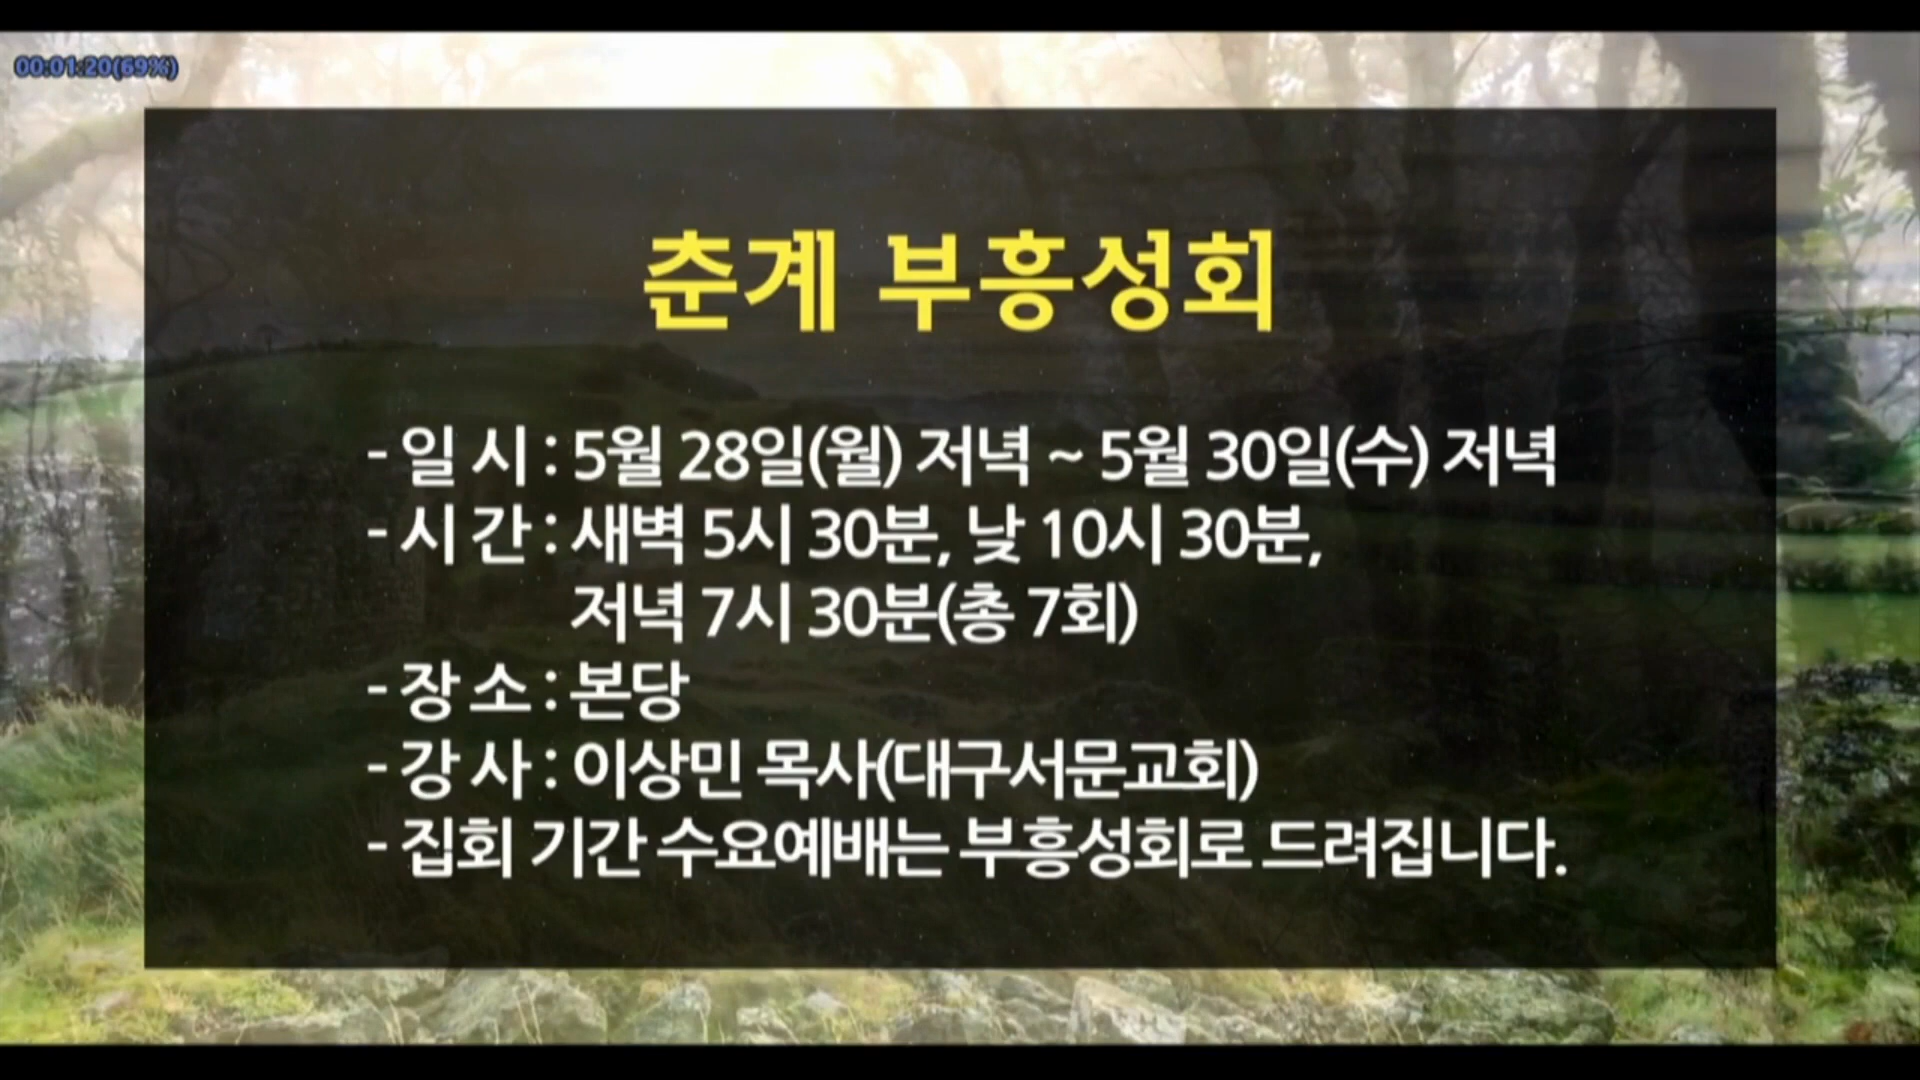 00:01:20(69%)
춘계 부흥성회
- 일 시 : 5월 28일(월) 저녁 ~ 5월 30일(수) 저녁
- 시 간 : 새벽 5시 30분, 낮 10시 30분,
저녁 7시 30분(총 7회)
- 장 소 : 본당
- 강 사 : 이상민 목사(대구서문교회)
- 집회 기간 수요예배는 부흥성회로 드려집니다.